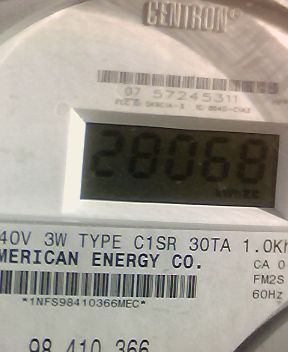 CENTRON®
07 57245311
28068
kWh
40V 3W TYPE C1SR 30TA 1.0Kh
MERICAN ENERGY CO.
CA 0
FM2S
60Hz
*1NFS98410366MEC*
98 410 366